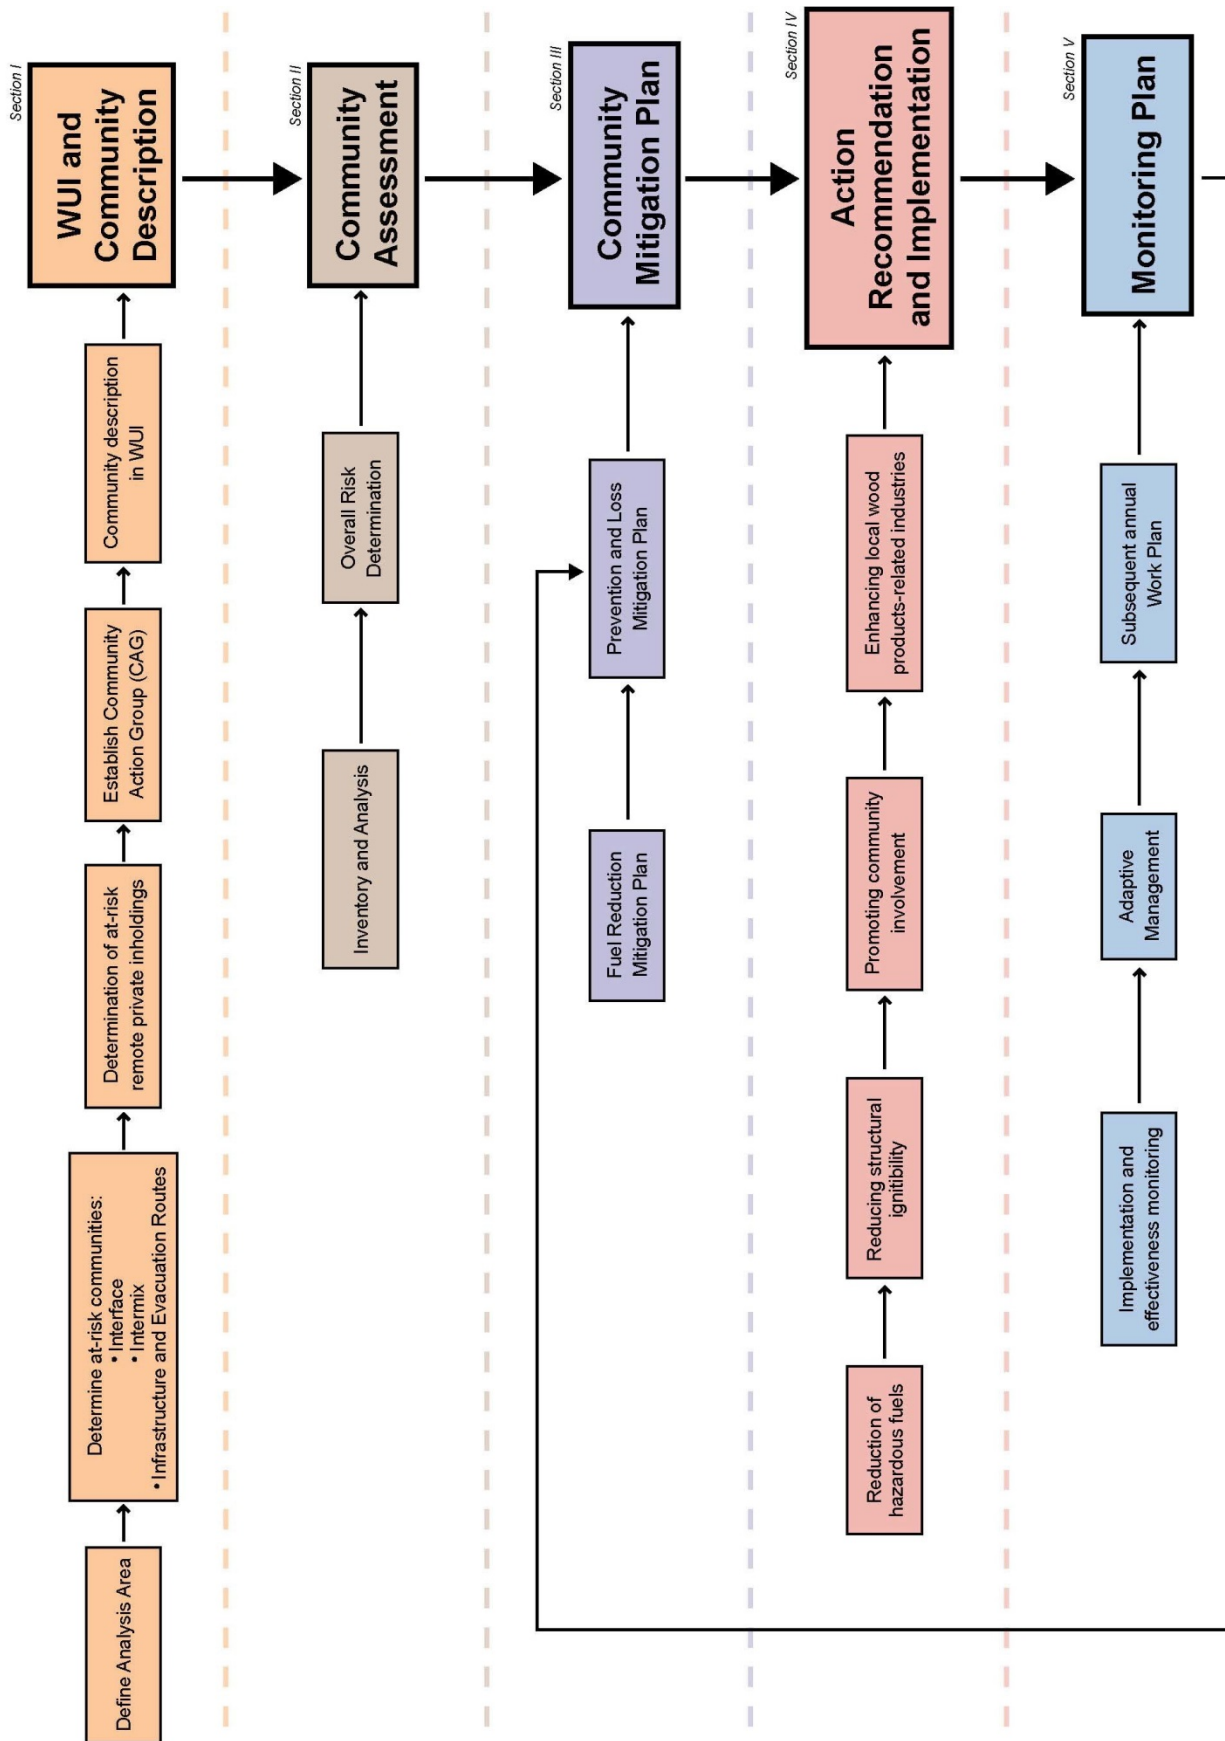 Section I
WUI and
Community
Description
Community description
in WUI
Establish Community
Action Group (CAG)
Determination of at-risk
remote private inholdings
Determine at-risk communities:
• Interface
• Intermix
• Infrastructure and Evacuation Routes
Define Analysis Area
Section II
Community
Assessment
Overall Risk
Determination
Inventory and Analysis
Section III
Community
Mitigation Plan
Prevention and Loss
Mitigation Plan
Fuel Reduction
Mitigation Plan
Section IV
Action
Recommendation
and Implementation
Enhancing local wood
products-related industries
Promoting community
involvement
Reducing structural
ignitibility
Reduction of
hazardous fuels
Section V
Monitoring Plan
Subsequent annual
Work Plan
Adaptive
Management
Implementation and
effectiveness monitoring